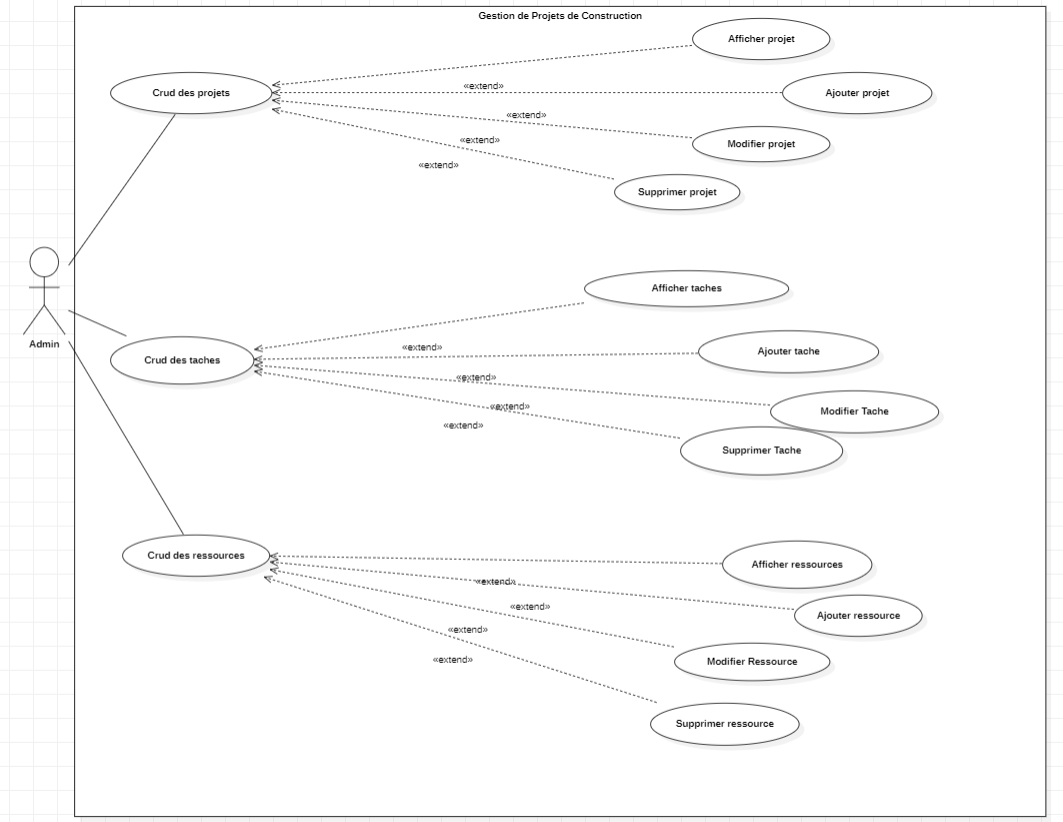 Gestion de Projets de Construction
Afficher projet
Crud des projets
«extend»
Ajouter projet
«extend»
«extend»
Modifier projet
«extend»
Supprimer projet
Admin
Afficher taches
Crud des taches
«extend»
Ajouter tache
«extend»
«extend»
Modifier Tache
«extend»
Supprimer Tache
Crud des ressources
Afficher ressources
«extend»
«extend»
Ajouter ressource
«extend»
«extend»
Modifier Ressource
Supprimer ressource